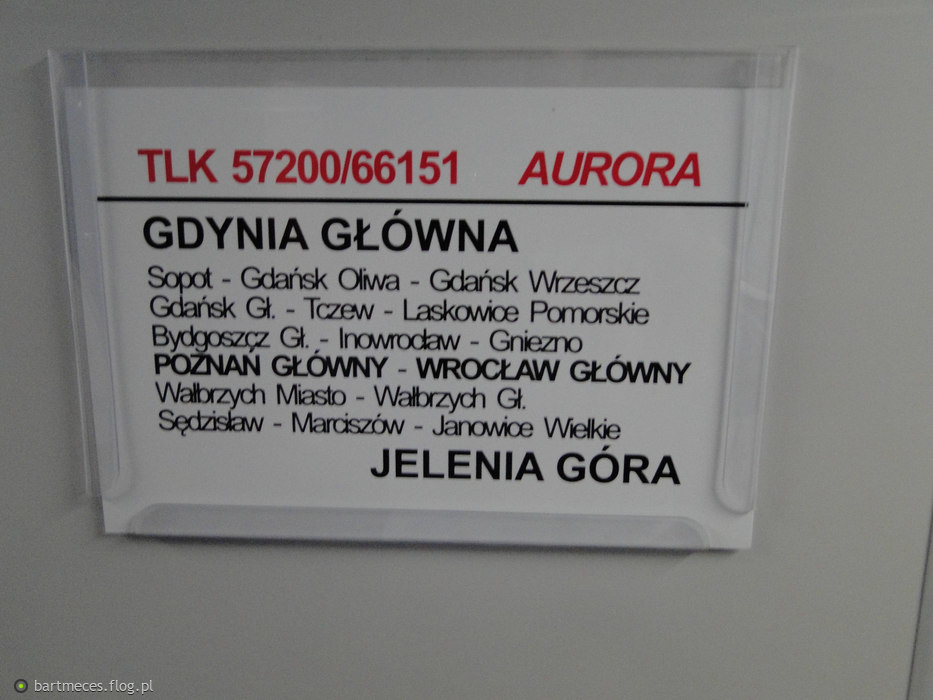 TLK 57200/66151 AURORA
GDYNIA GŁÓWNA
Sopot - Gdańsk Oliwa - Gdańsk Wrzeszcz
Gdańsk Gł. - Tczew - Laskowice Pomorskie
Bydgoszcz Gł. - Inowrocław - Gniezno
POZNAŃ GŁÓWNY - WROCŁAW GŁÓWNY
Wałbrzych Miasto - Wałbrzych Gł.
Sędzisław - Marciszów - Janowice Wielkie
JELENIA GÓRA
bartmeces.flog.pl